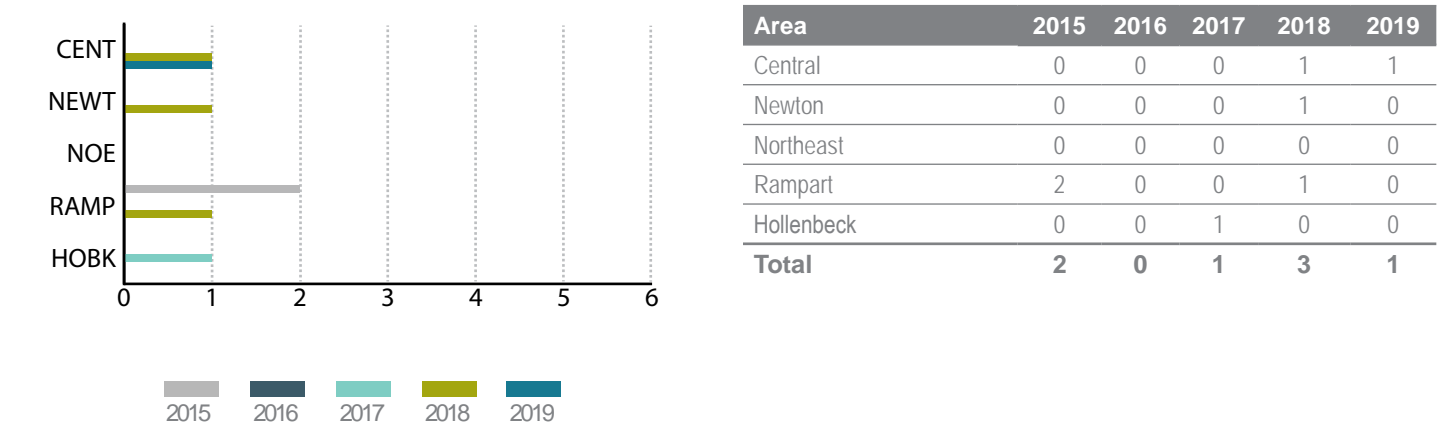 CENT
NEWT
NOE
RAMP
HOBK
0 1 2 3 4 5 6
2015 2016 2017 2018 2019
Area 2015 2016 2017 2018 2019
Central 0 0 0 1 1
Newton 0 0 0 1 0
Northeast 0 0 0 0 0
Rampart 2 0 0 1 0
Hollenbeck 0 0 1 0 0
Total 2 0 1 3 1